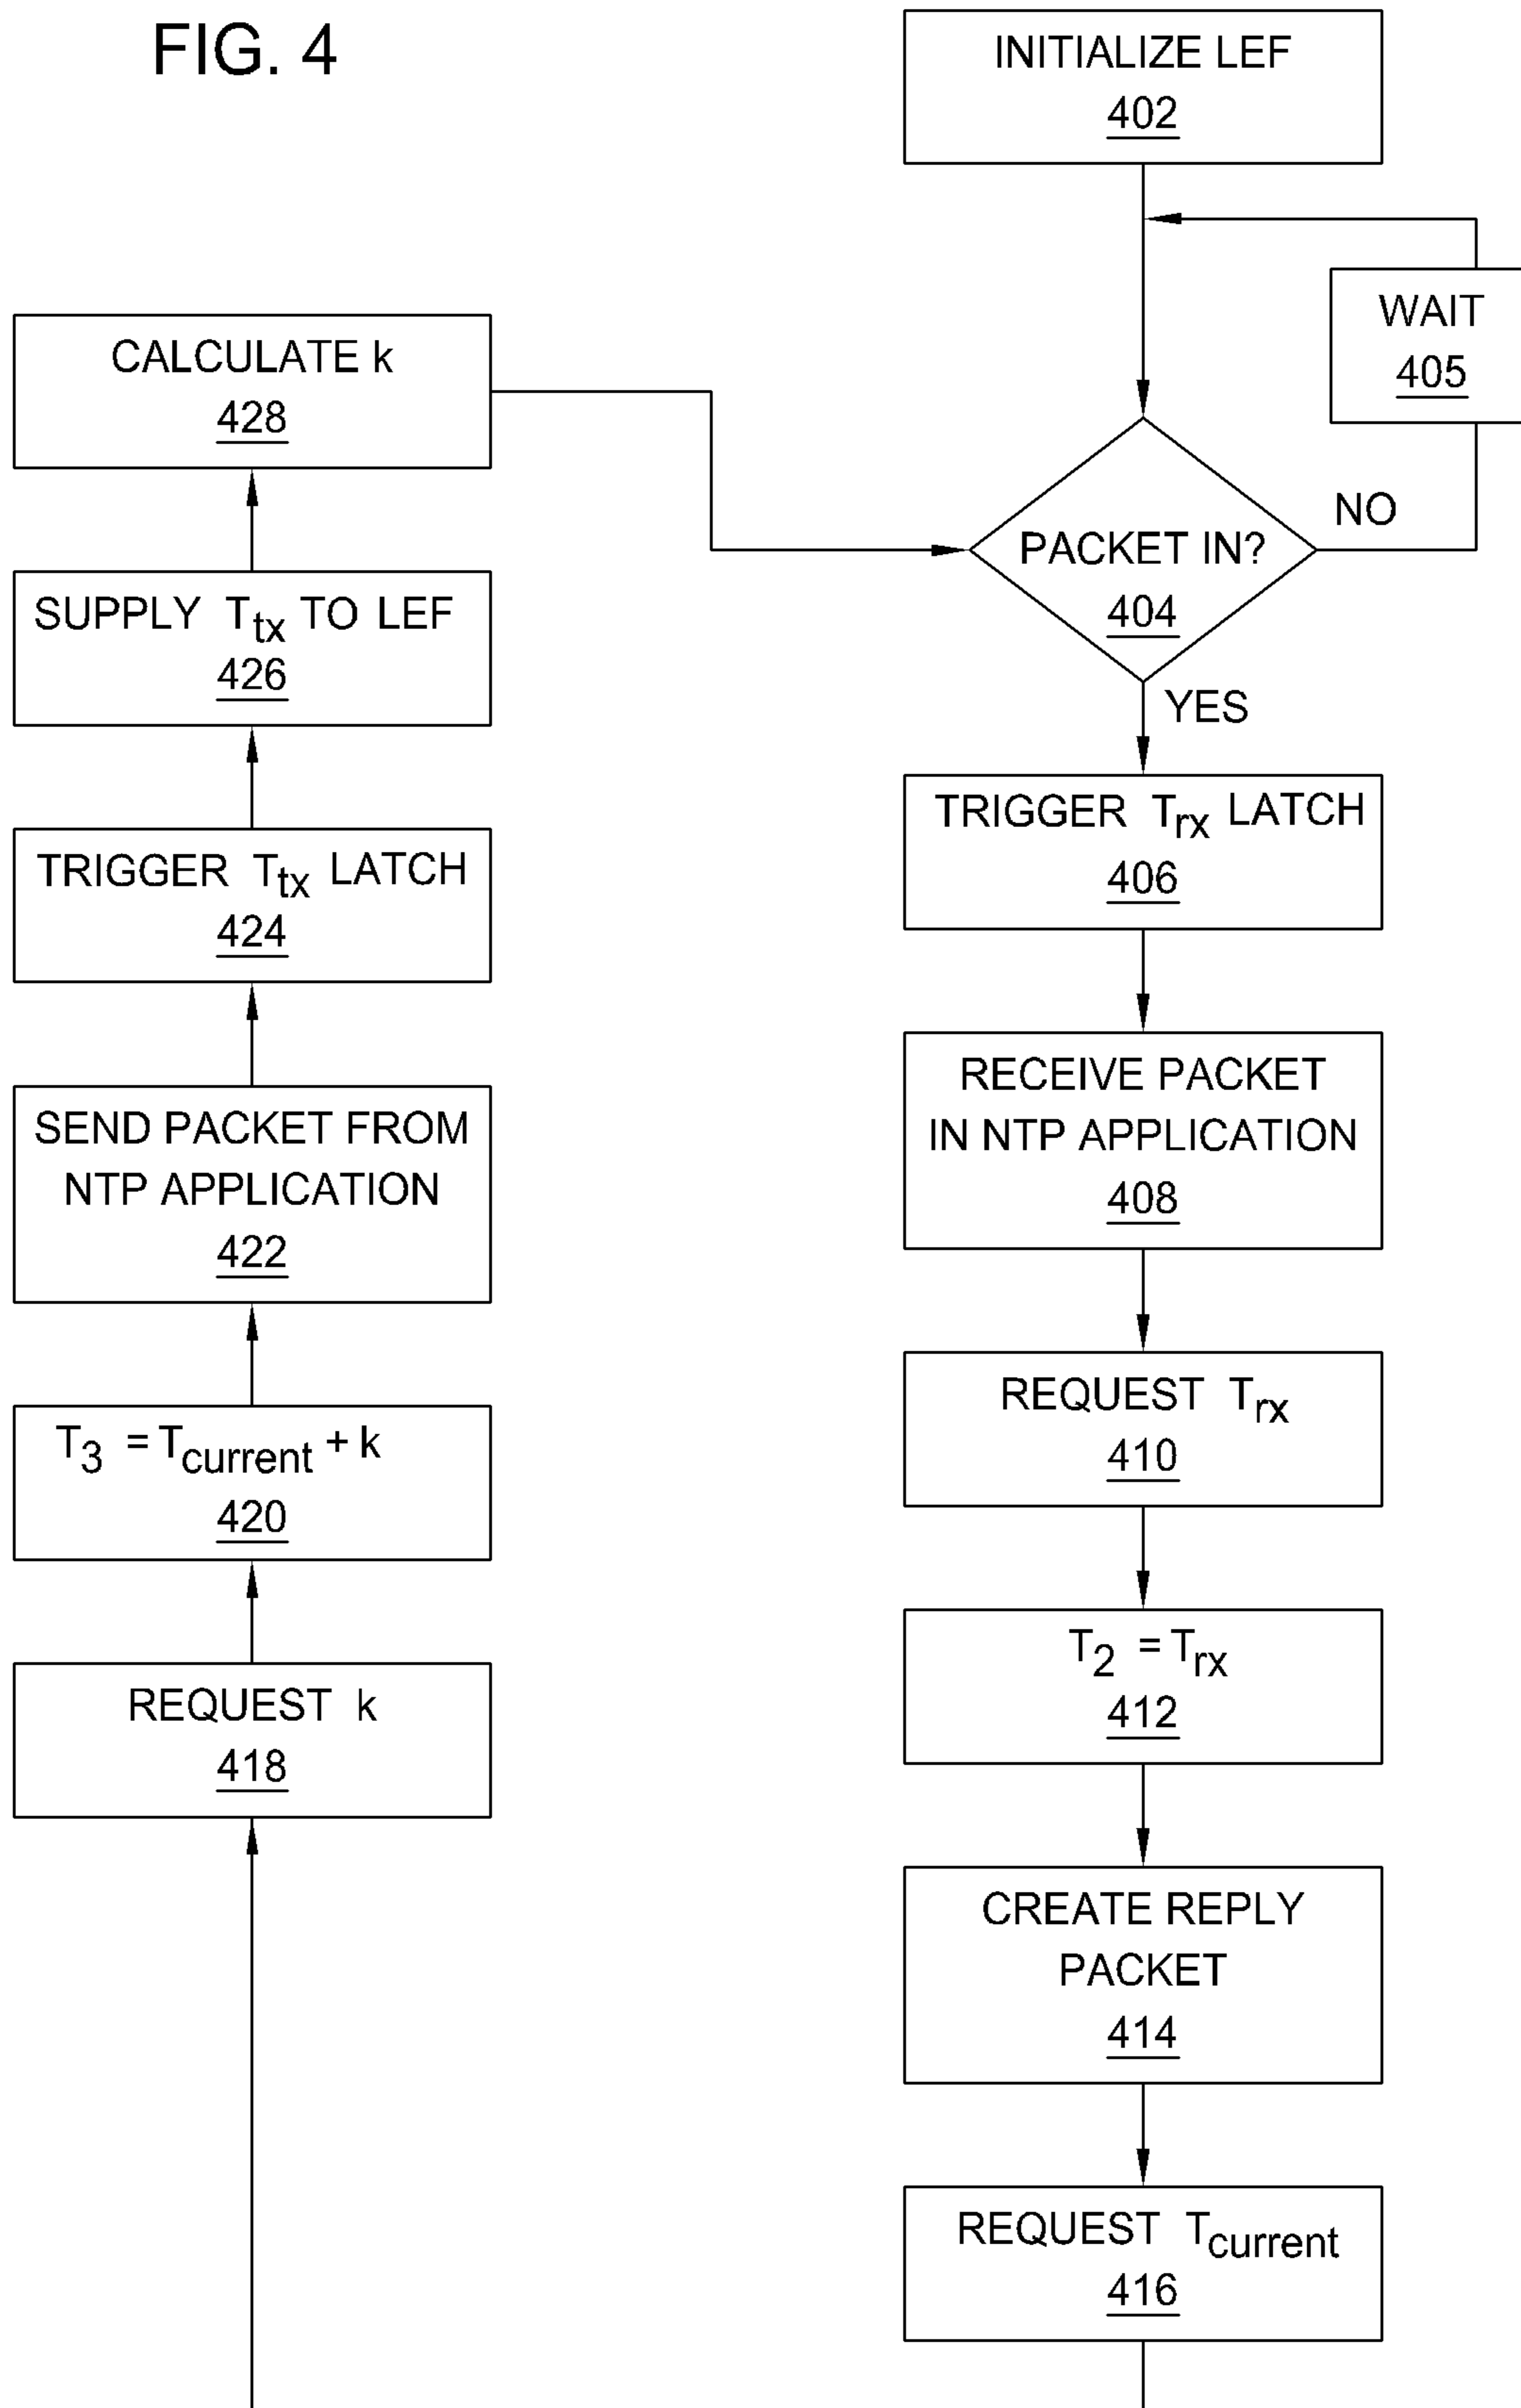 FIG. 4
INITIALIZE LEF
402
WAIT
405
PACKET IN?
404
NO
YES
TRIGGER Trx LATCH
406
RECEIVE PACKET
IN NTP APPLICATION
408
REQUEST Trx
410
T2 = Trx
412
CREATE REPLY
PACKET
414
REQUEST Tcurrent
416
REQUEST k
418
T3 = Tcurrent + k
420
SEND PACKET FROM
NTP APPLICATION
422
TRIGGER Ttx LATCH
424
SUPPLY Ttx TO LEF
426
CALCULATE k
428